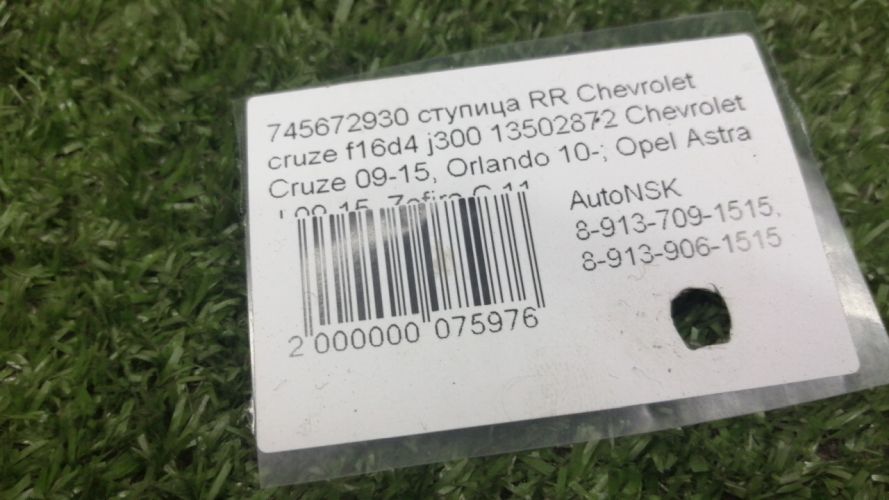 745672930 ступица RR Chevrolet
cruze f16d4 j300 13502872 Chevrolet
Cruze 09-15, Orlando 10-; Opel Astra
AutoNSK
8-913-709-1515,
8-913-906-1515
2 000000 075976